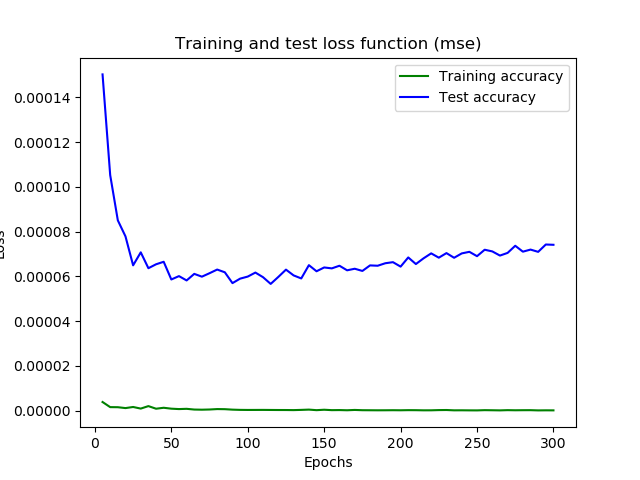 Training and test loss function (mse)
Training accuracy
Test accuracy
0.00014
0.00012
0.00010
0.00008
0.00006
0.00004
0.00002
0.00000
Loss
0 50 100 150 200 250 300
Epochs